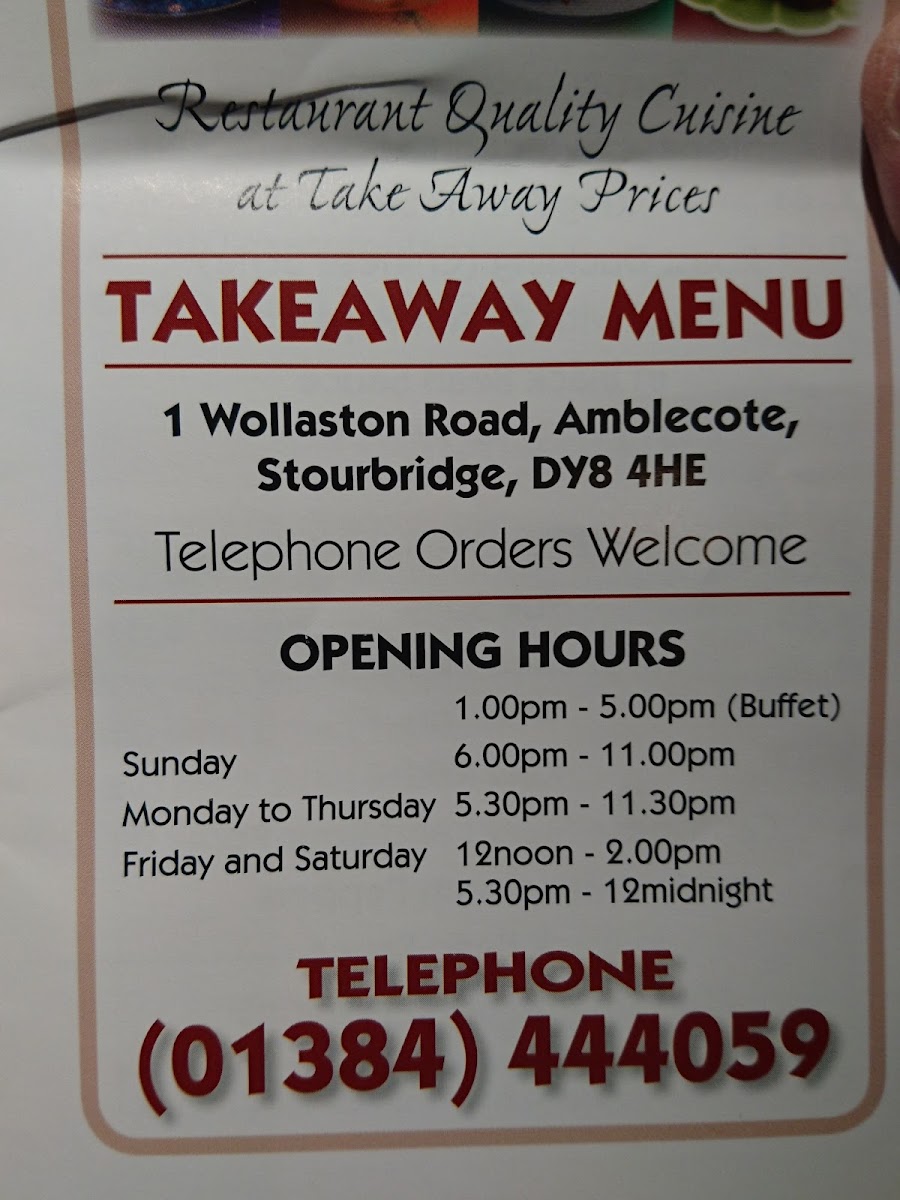 Restaurant Quality Cuisine
at Take Away Prices
TAKEAWAY MENU
1 Wollaston Road, Amblecote,
Stourbridge, DY8 4HE
Telephone Orders Welcome
OPENING HOURS
1.00pm - 5.00pm (Buffet)
Sunday 6.00pm - 11.00pm
Monday to Thursday 5.30pm - 11.30pm
Friday and Saturday 12noon - 2.00pm
5.30pm - 12midnight
TELEPHONE
(01384) 444059